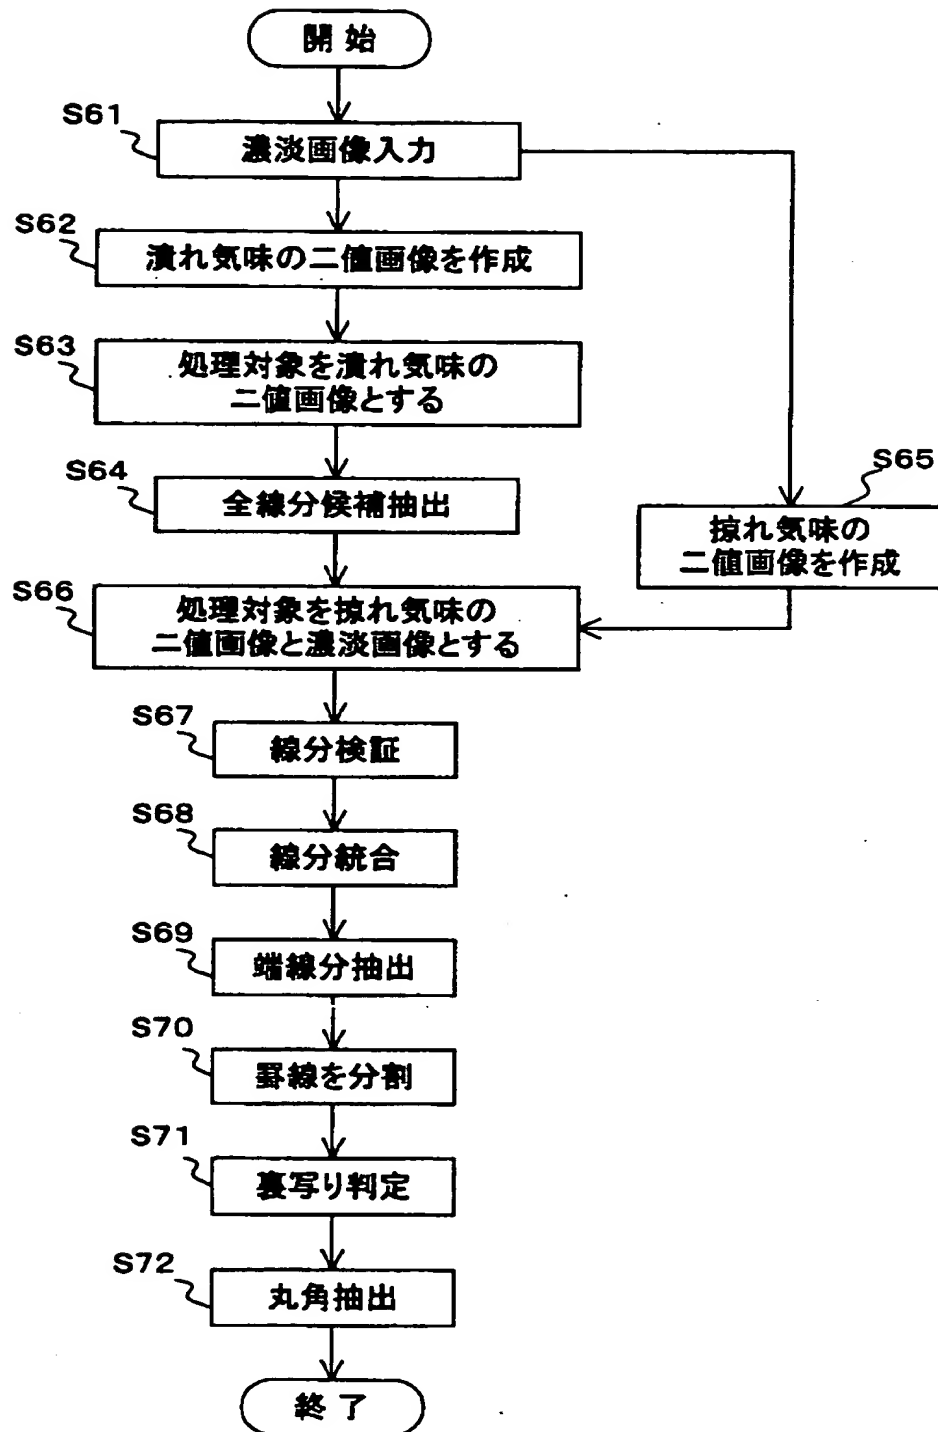 開始
S61
濃淡画像入力
S62
潰れ気味の二値画像を作成
S63
処理対象を潰れ気味の
二値画像とする
S64
全線分候補抽出
S65
掠れ気味の
二値画像を作成
S66
処理対象を掠れ気味の
二値画像と濃淡画像とする
S67
線分検証
S68
線分統合
S69
端線分抽出
S70
罫線を分割
S71
裏写り判定
S72
丸角抽出
終了